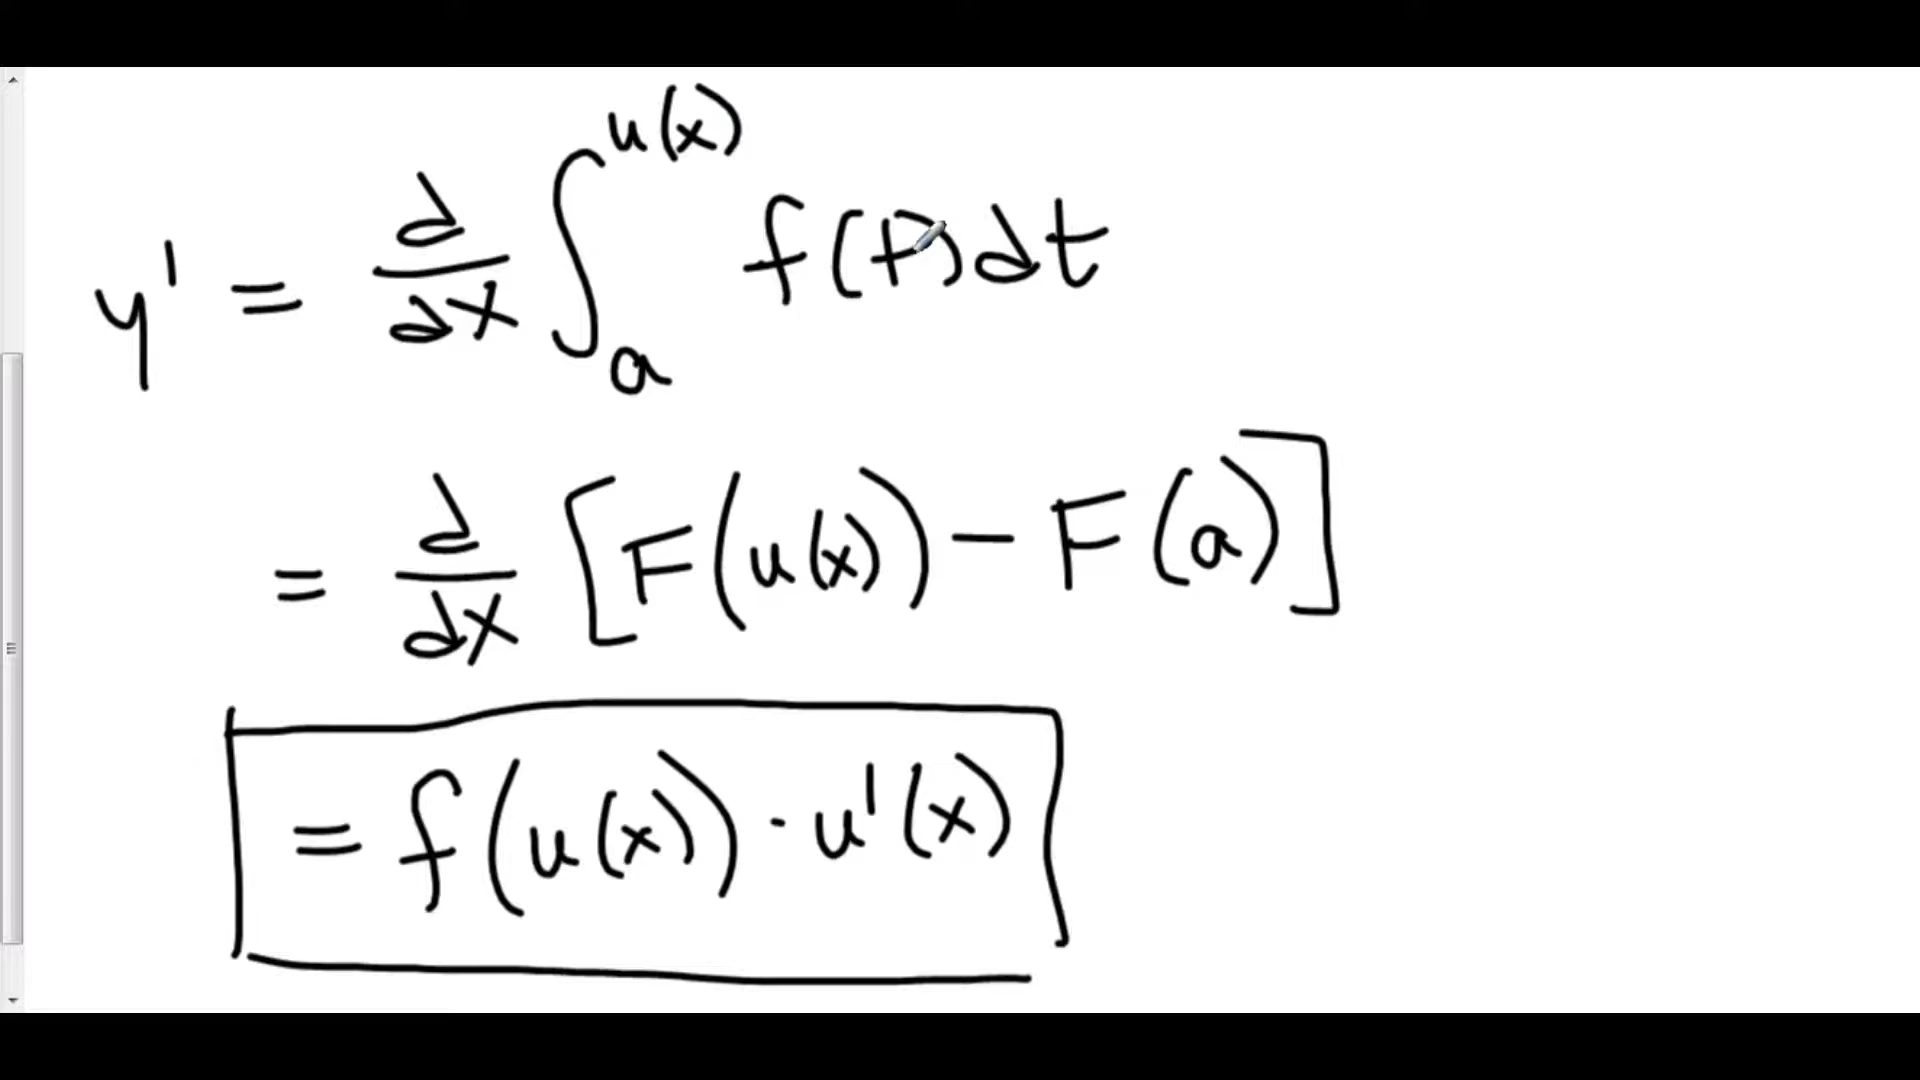 y' = d/dx ∫_a^{u(x)} f(t)dt
= d/dx [F(u(x)) - F(a)]
= f(u(x)) · u'(x)